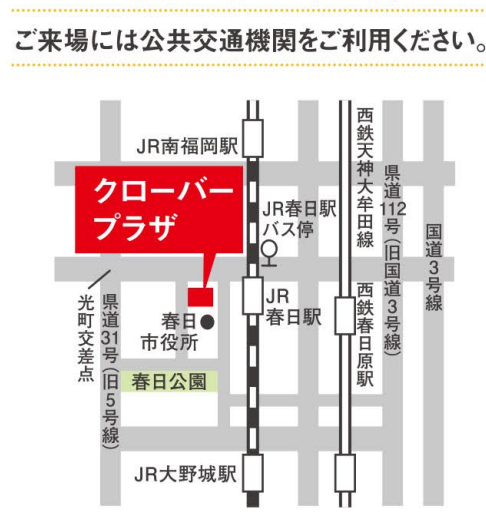 ご来場には公共交通機関をご利用ください。
JR南福岡駅
クローバー
プラザ
JR春日駅
バス停
西鉄天神大牟田線
県道112号(旧国道3号線)
国道3号線
光町交差点
県道31号(旧5号線)
春日
市役所
JR
春日駅
西鉄春日原駅
春日公園
JR大野城駅